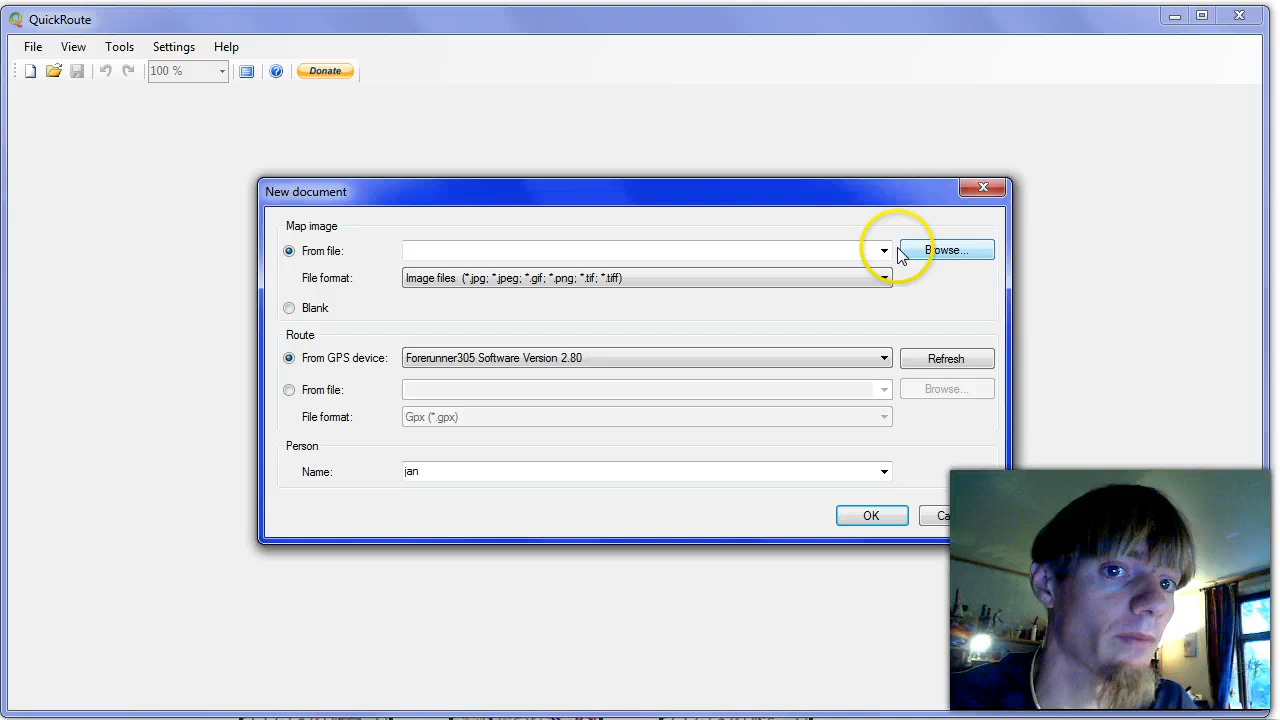 QuickRoute
File View Tools Settings Help
100 % Donate
New document
Map image
From file: Browse...
File format: Image files (*.jpg; *.jpeg; *.gif; *.png; *.tif; *.tiff)
Blank
Route
From GPS device: Forerunner305 Software Version 2.80 Refresh
From file: Browse...
File format: Gpx (*.gpx)
Person
Name: jan
OK Ca